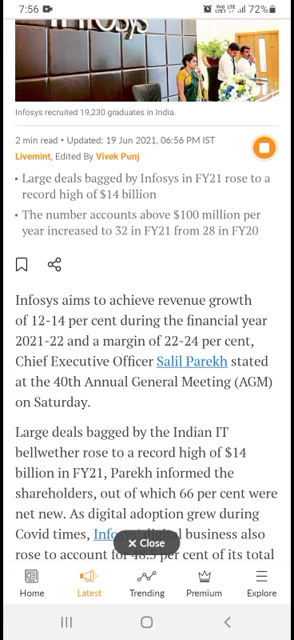 7:56
Vo)) LTE
LTE1
72%
Infosys
Infosys recruited 19,230 graduates in India.
2 min read • Updated: 19 Jun 2021, 06:56 PM IST
Livemint, Edited By Vivek Punj
• Large deals bagged by Infosys in FY21 rose to a
record high of $14 billion
• The number accounts above $100 million per
year increased to 32 in FY21 from 28 in FY20
Infosys aims to achieve revenue growth
of 12-14 per cent during the financial year
2021-22 and a margin of 22-24 per cent,
Chief Executive Officer Salil Parekh stated
at the 40th Annual General Meeting (AGM)
on Saturday.
Large deals bagged by the Indian IT
bellwether rose to a record high of $14
billion in FY21, Parekh informed the
shareholders, out of which 66 per cent were
net new. As digital adoption grew during
Covid times, business also
× Close
rose to account for 48.5 per cent of its total
Home Latest Trending Premium Explore